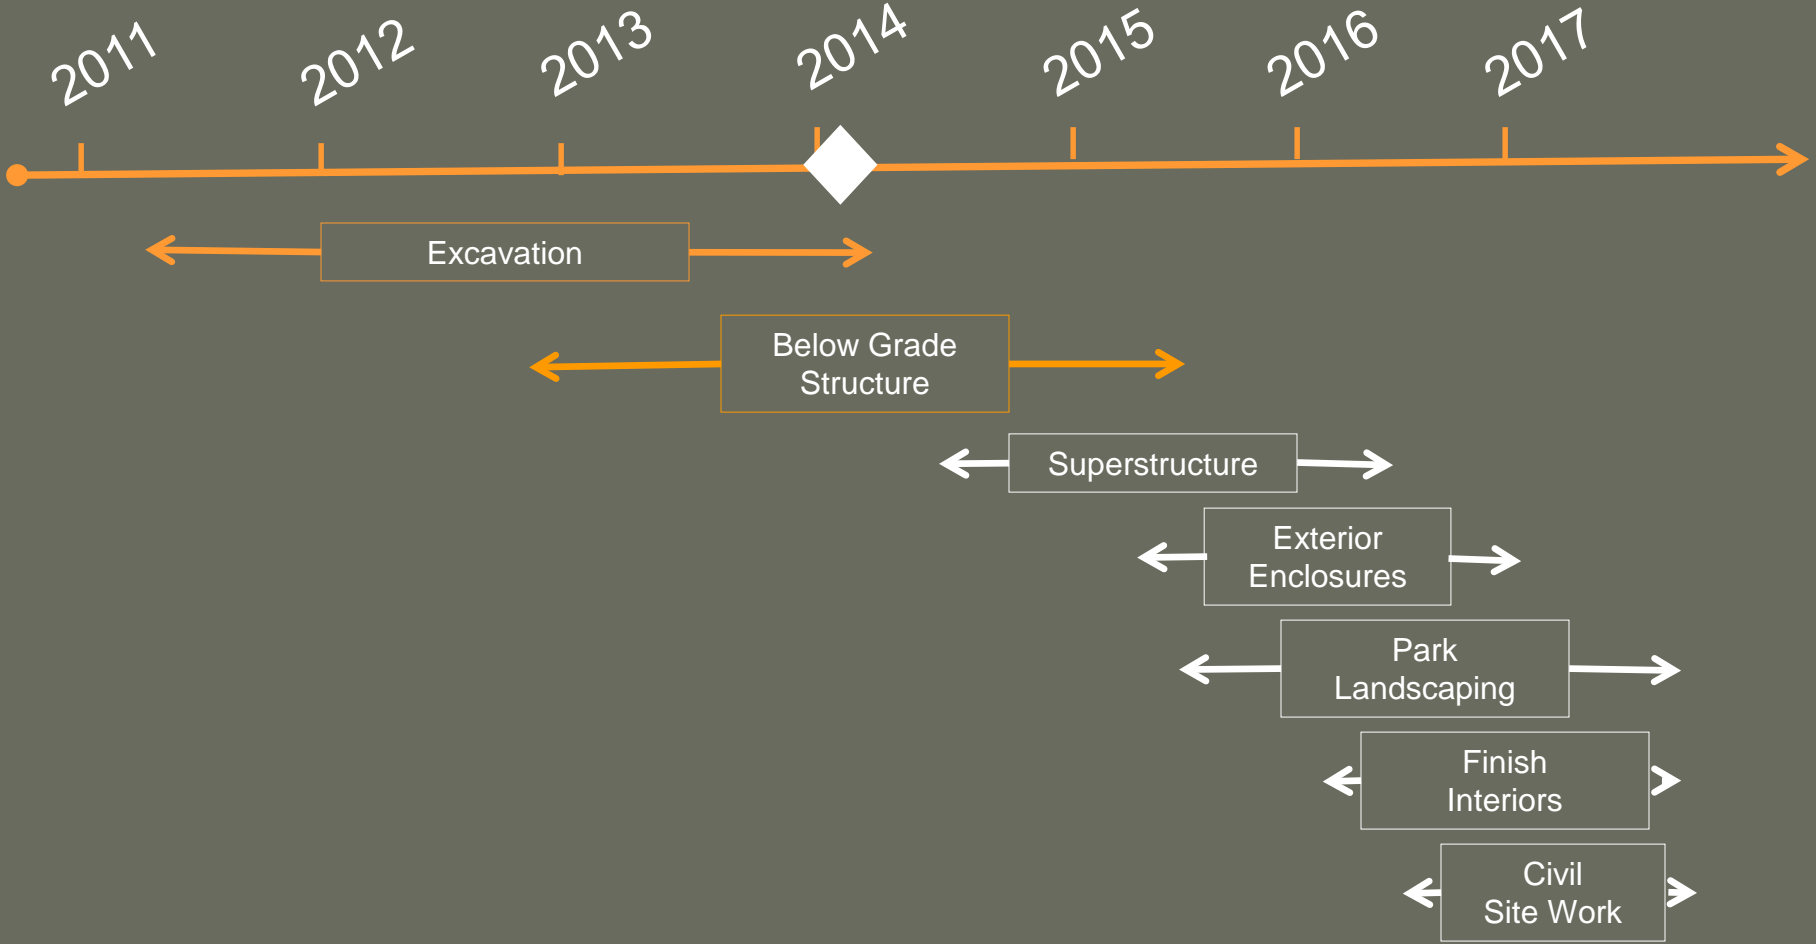 2011
2012
2013
2014
2015
2016
2017
Excavation
Below Grade
Structure
Superstructure
Exterior
Enclosures
Park
Landscaping
Finish
Interiors
Civil
Site Work